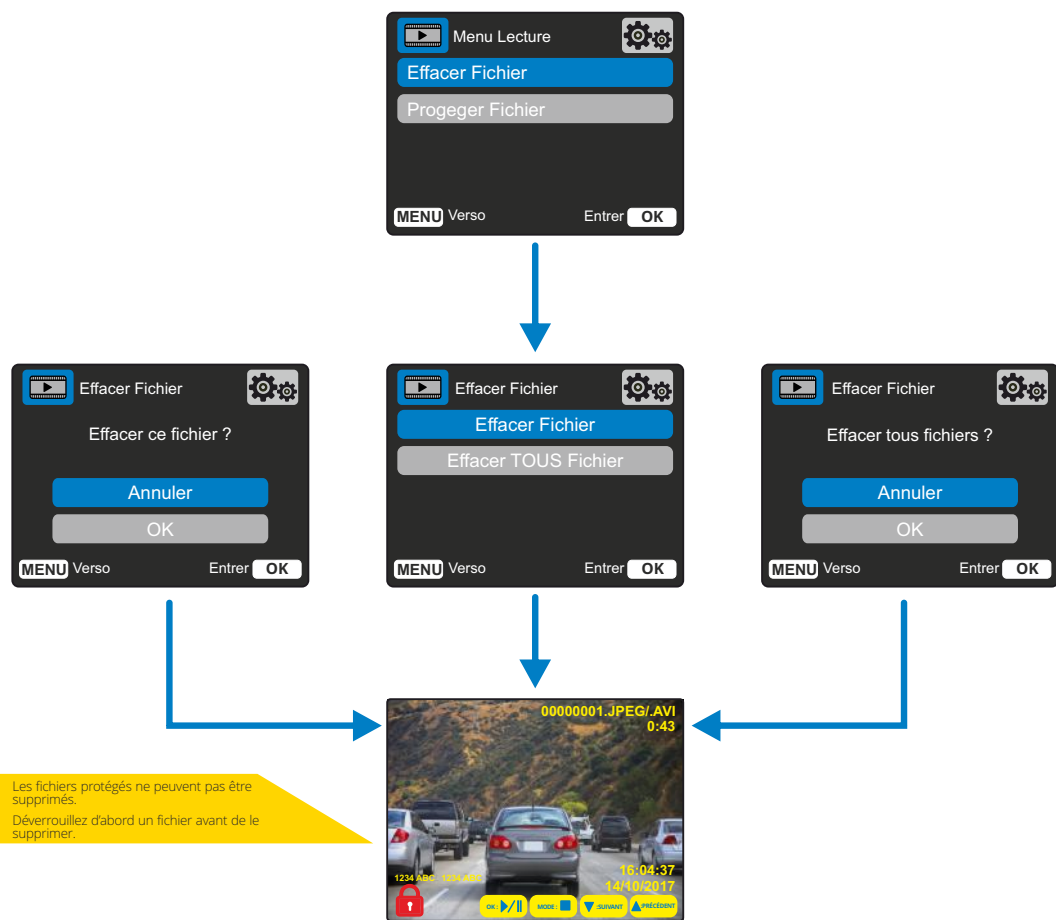 Menu Lecture
Effacer Fichier
Progeger Fichier
MENU Verso Entrer OK
Effacer Fichier
Effacer ce fichier ?
Annuler
OK
MENU Verso Entrer OK
Effacer Fichier
Effacer Fichier
Effacer TOUS Fichier
MENU Verso Entrer OK
Effacer Fichier
Effacer tous fichiers ?
Annuler
OK
MENU Verso Entrer OK
00000001.JPEG/.AVI
0:43
Les fichiers protégés ne peuvent pas être
supprimés.
Déverrouillez d'abord un fichier avant de
supprimer.
16:04:37
1234 ABC 1234 ABC
14/10/2017
OK : MODE : :SUIVANT :PRÉCÉDENT